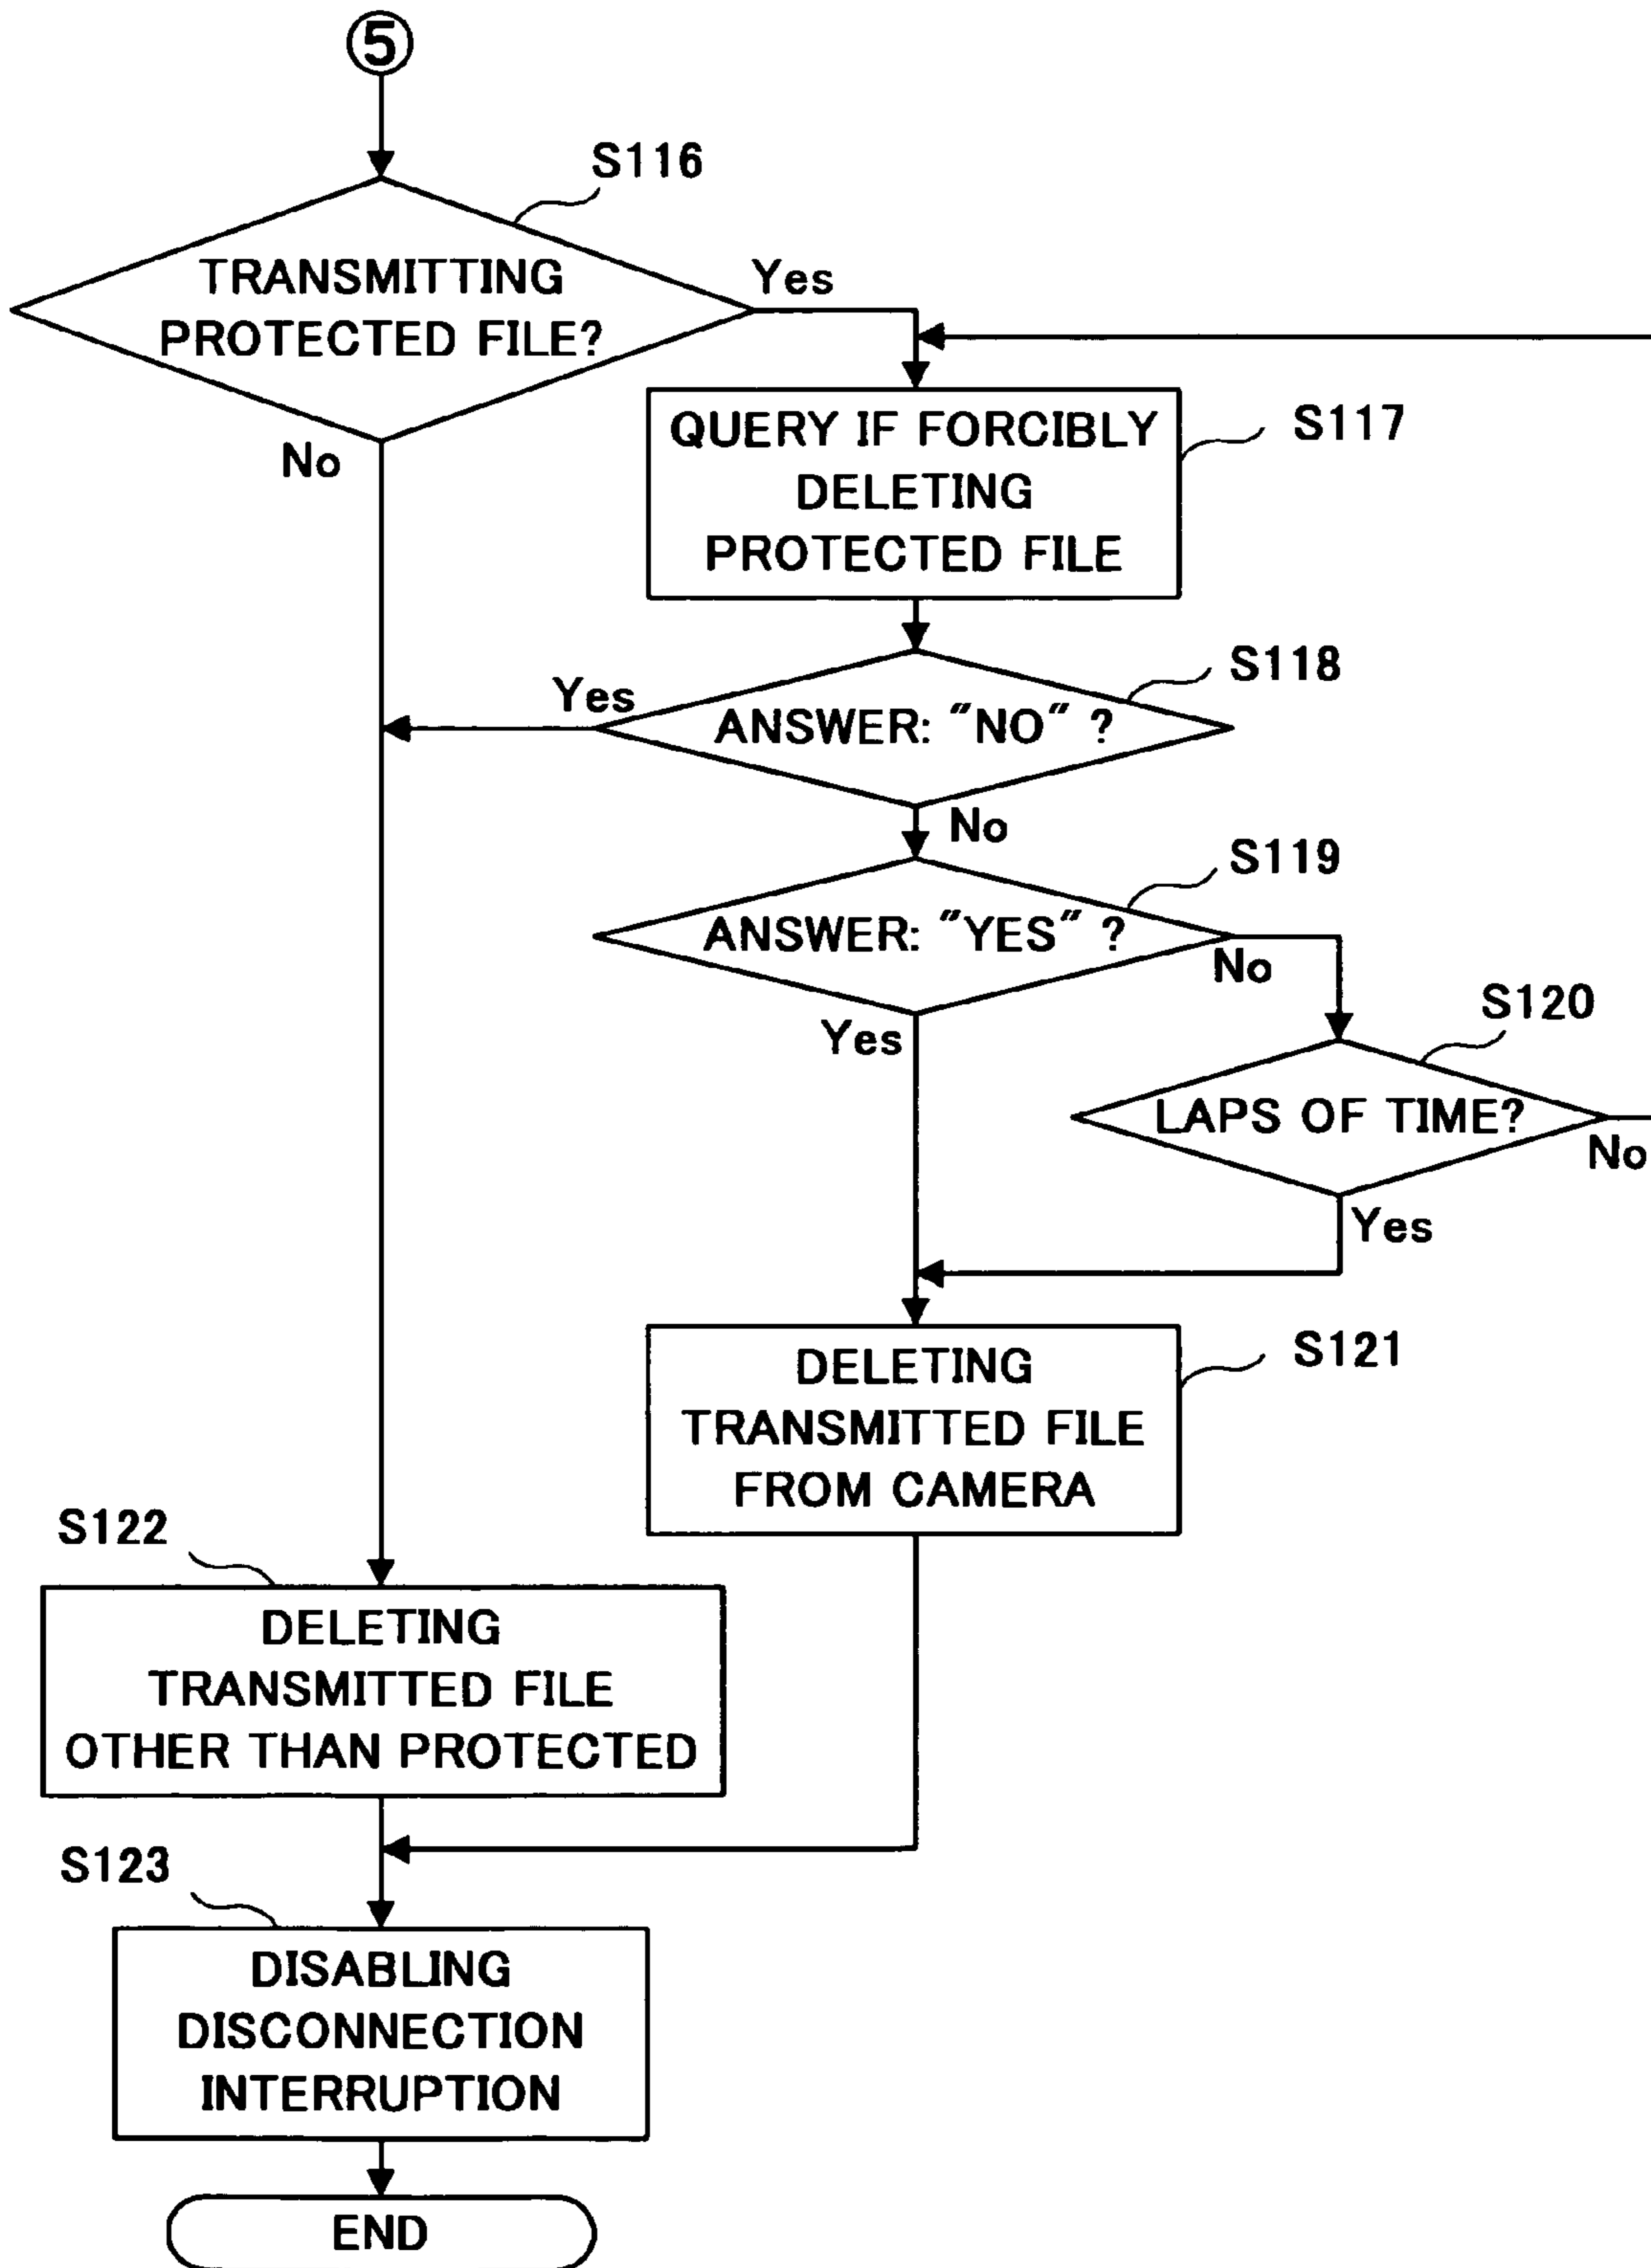 5
S116
TRANSMITTING
PROTECTED FILE?
Yes
No
QUERY IF FORCIBLY
DELETING
PROTECTED FILE
S117
S118
Yes
ANSWER: "NO" ?
No
S119
ANSWER: "YES" ?
No
Yes
S120
LAPS OF TIME?
No
Yes
DELETING
TRANSMITTED FILE
FROM CAMERA
S121
S122
DELETING
TRANSMITTED FILE
OTHER THAN PROTECTED
S123
DISABLING
DISCONNECTION
INTERRUPTION
END